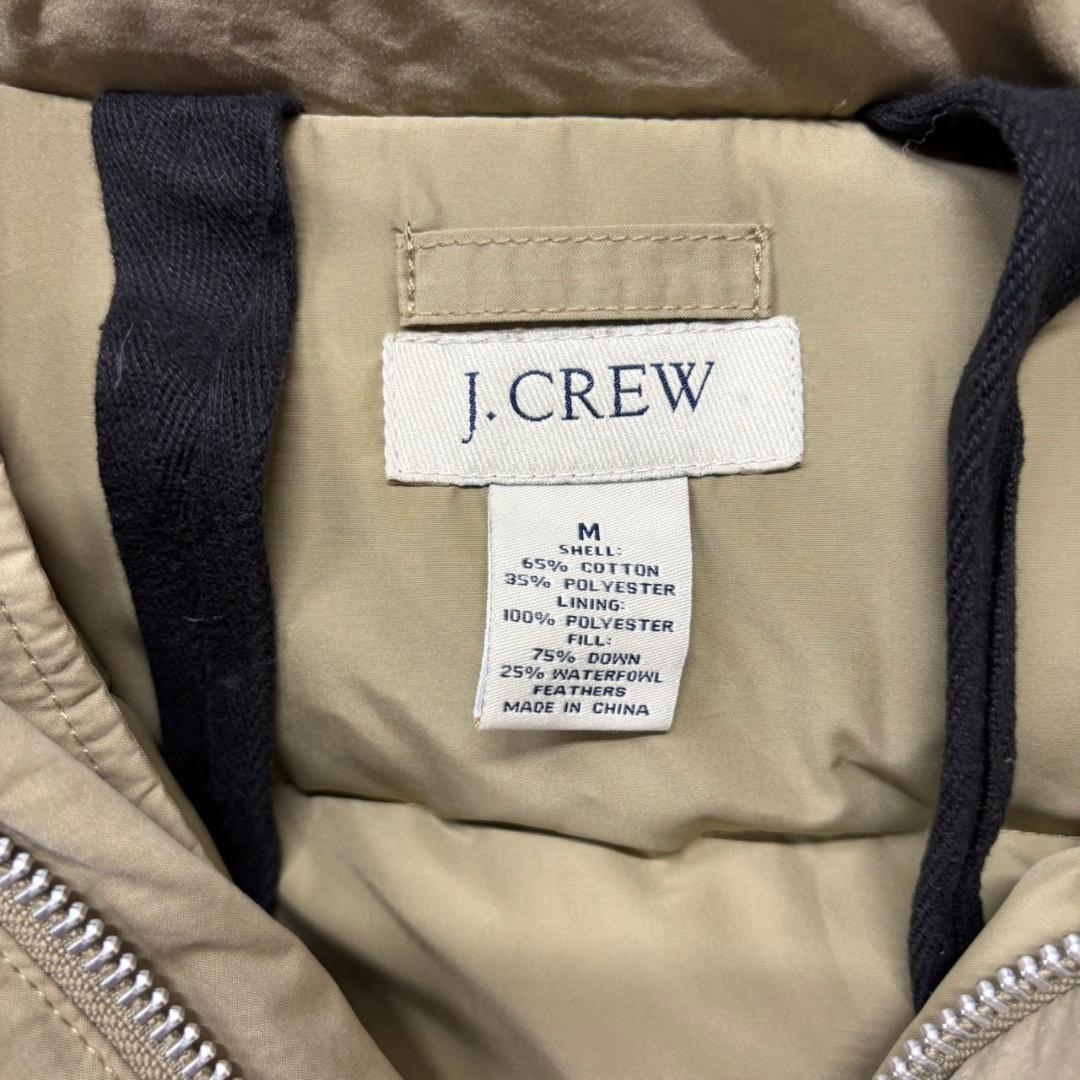 J.CREW
M
SHELL:
65% COTTON
35% POLYESTER
LINING:
100% POLYESTER
FILL:
75% DOWN
25% WATERFOWL
FEATHERS
MADE IN CHINA